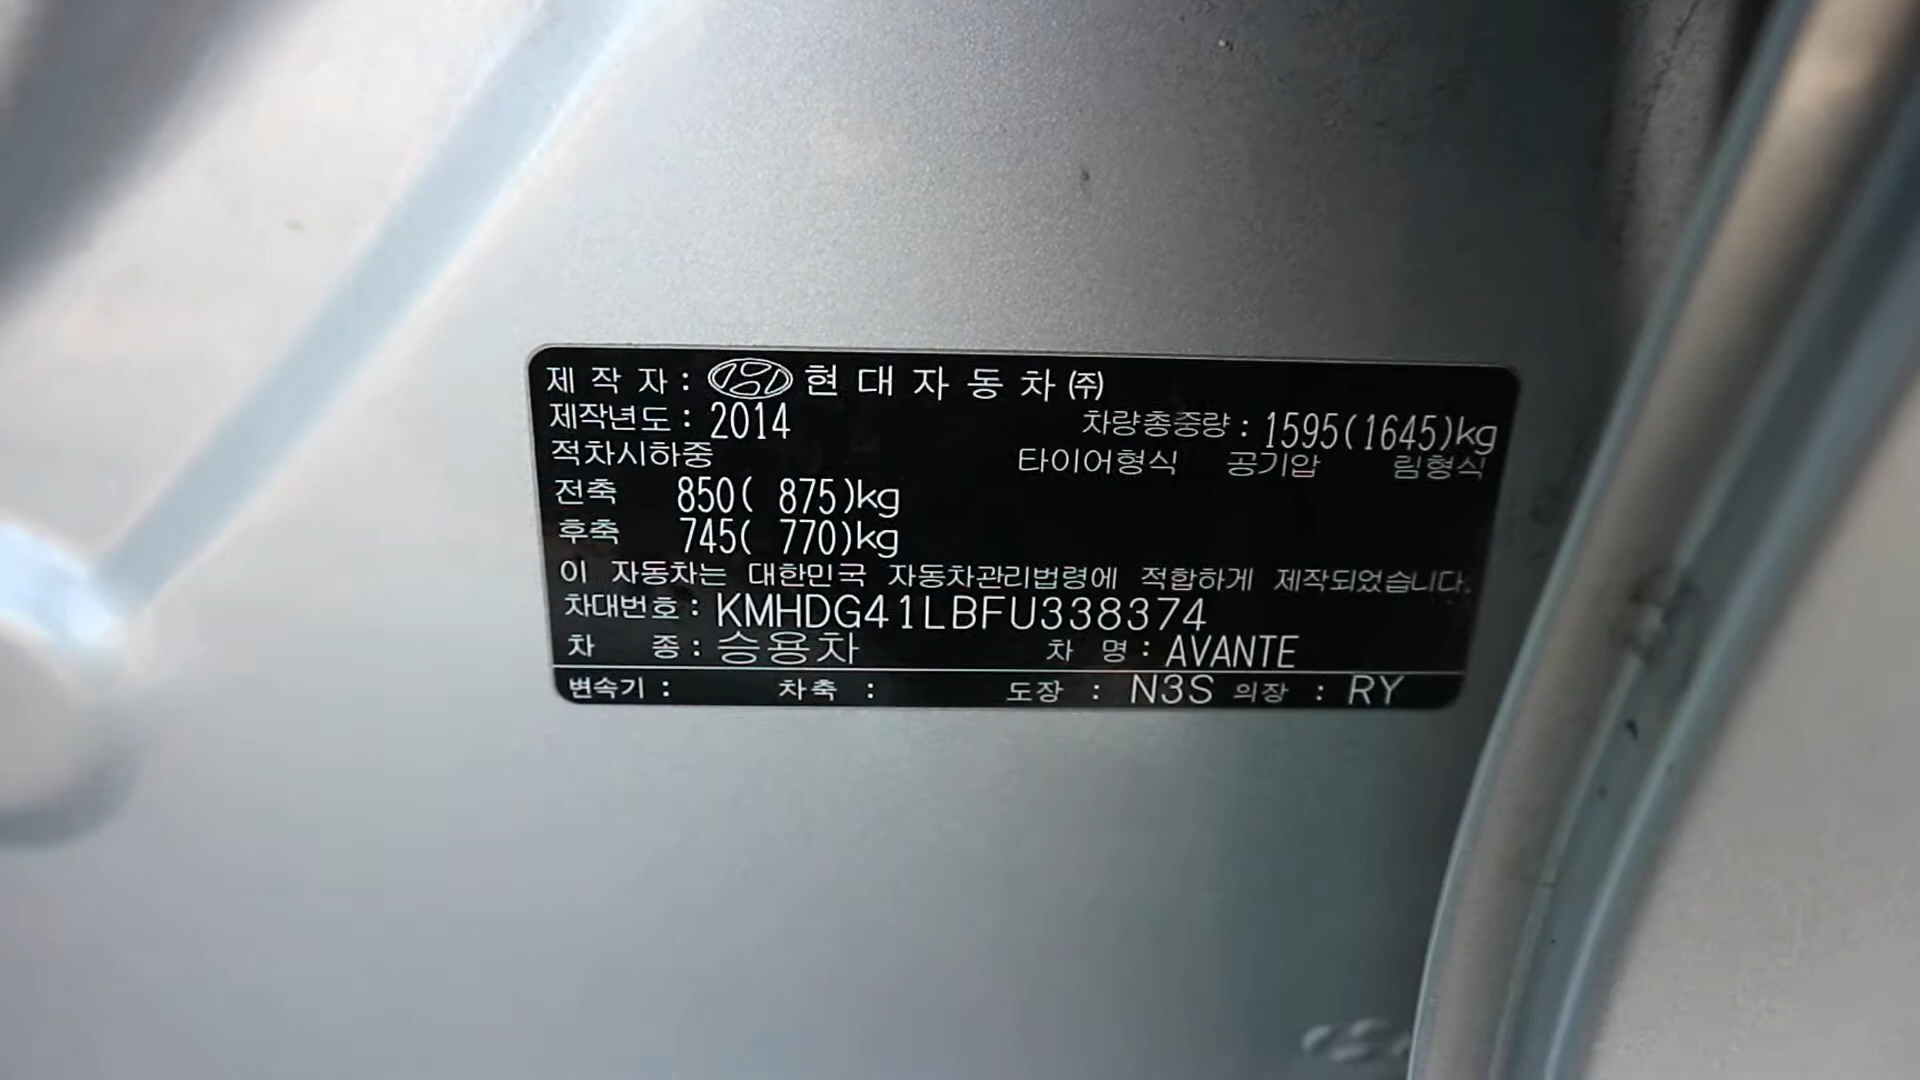 제 작 자 : 현 대 자 동 차 ㈜
제작년도 : 2014 차량총중량 : 1595(1645)kg
적차시하중 타이어형식 공기압 림형식
전축 850( 875)kg
후축 745( 770)kg
이 자동차는 대한민국 자동차관리법령에 적합하게 제작되었습니다.
차대번호 : KMHDG41LBFU338374
차 종 : 승용차 차 명 : AVANTE
변속기 : 차축 : 도장 : N3S 의장 : RY